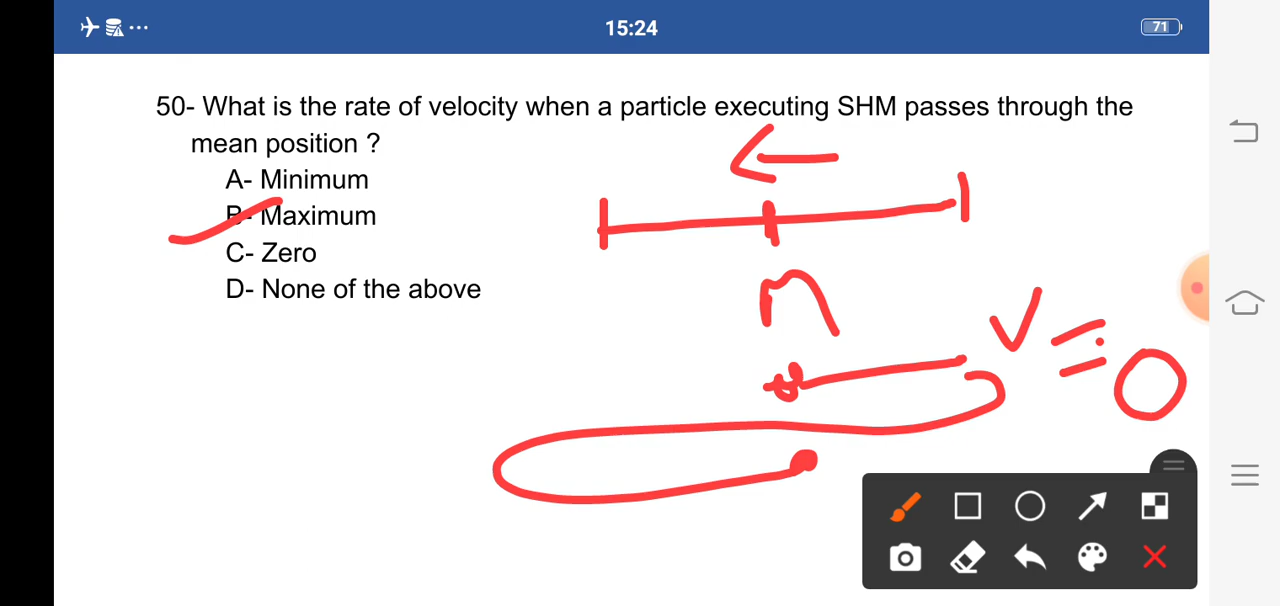 15:24
71
50- What is the rate of velocity when a particle executing SHM passes through the
mean position ?
A- Minimum
B- Maximum
C- Zero
D- None of the above
n
V = 0